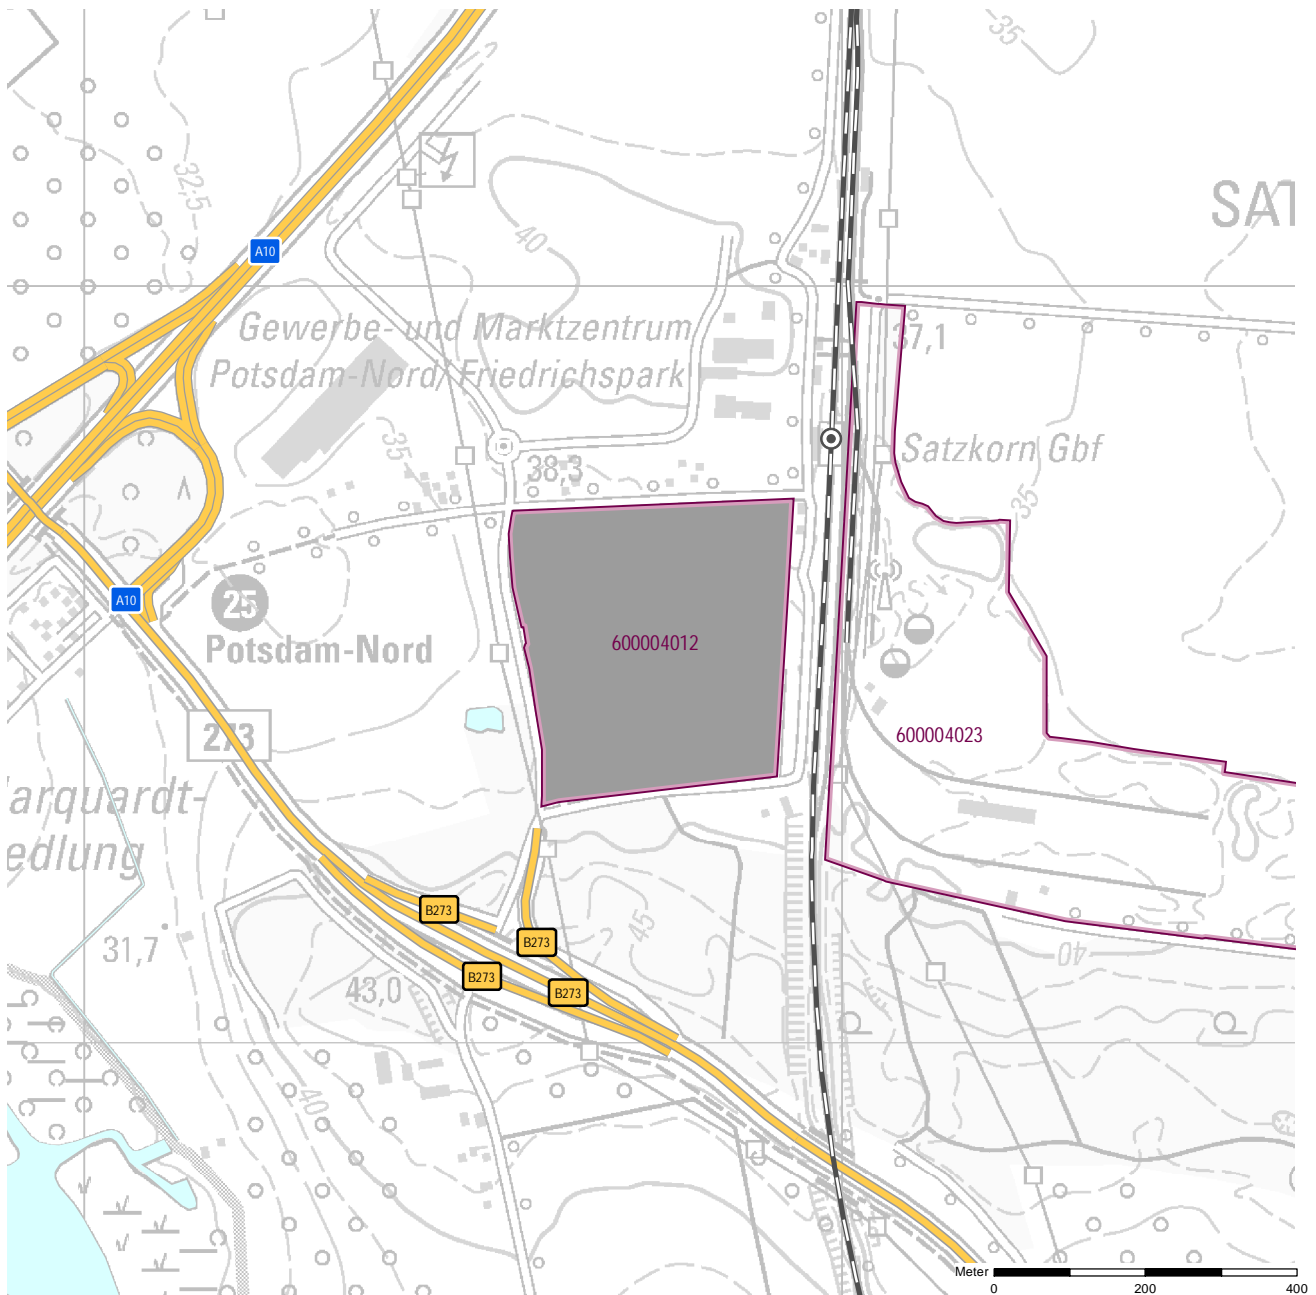 35
32,5
SAT
40
A10
Gewerbe- und Marktzentrum
Potsdam-Nord/Friedrichspark
37,1
35
38,3
Satzkorn Gbf
35
A10
25
Potsdam-Nord
600004012
600004023
273
arquardt-
edlung
B273
45
B273
31,7
B273
B273
43,0
40
40
Meter
0 200 400